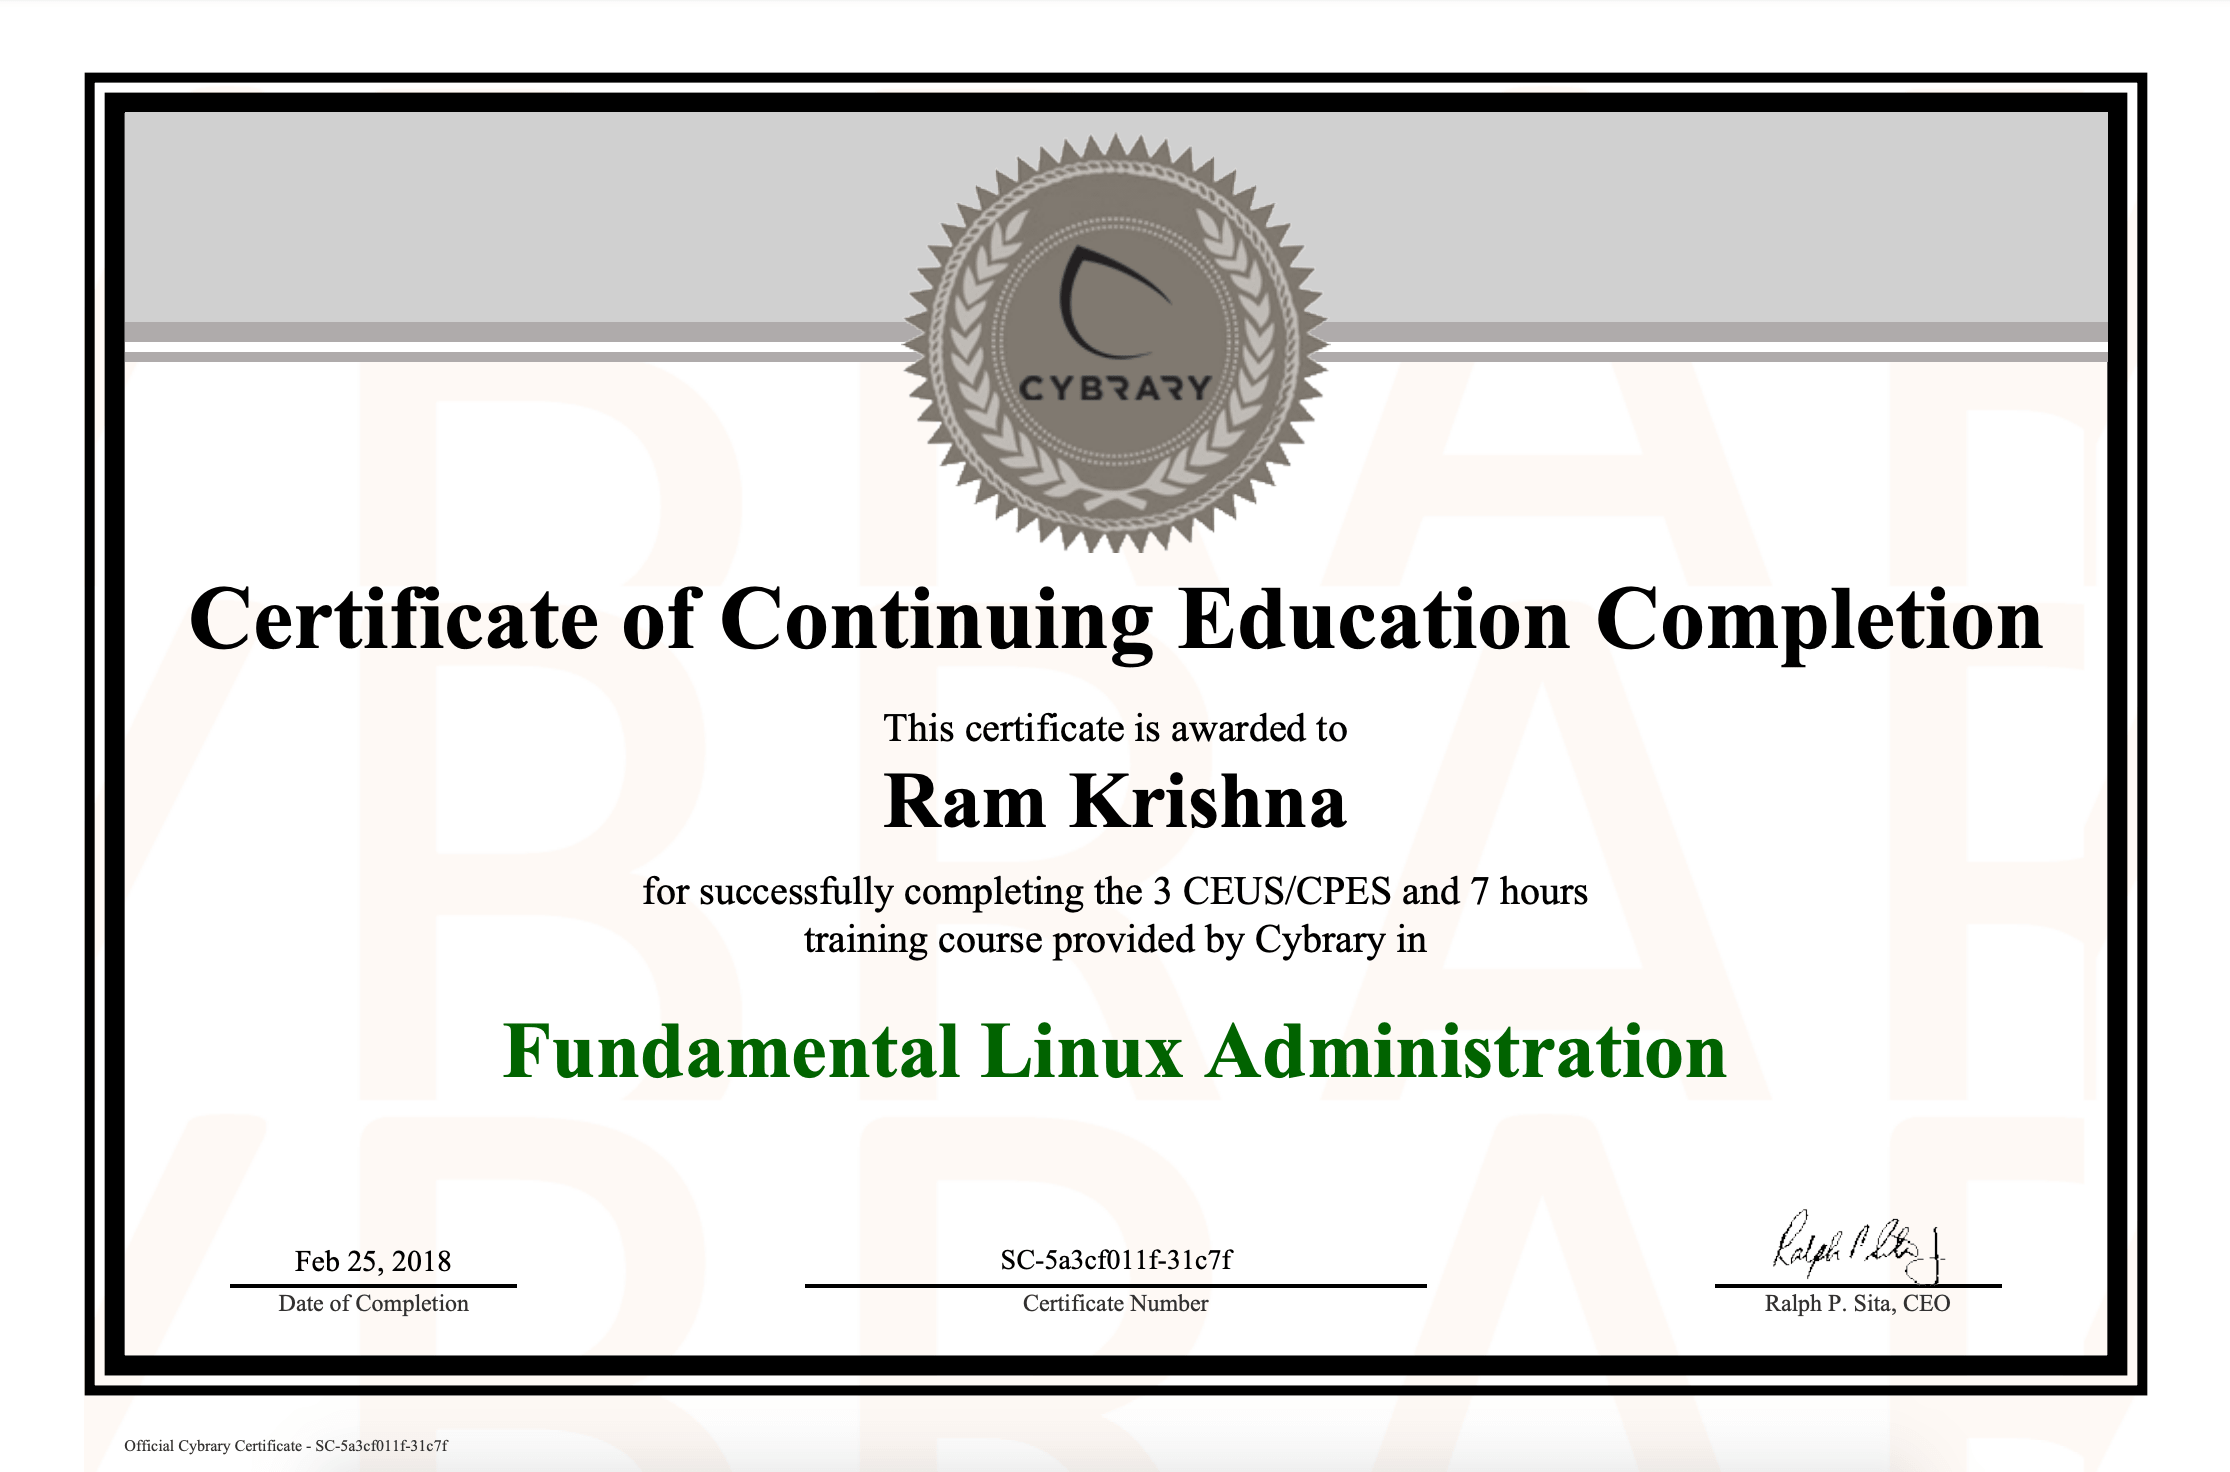 CYBRARY
Certificate of Continuing Education Completion
This certificate is awarded to
Ram Krishna
for successfully completing the 3 CEUS/CPES and 7 hours
training course provided by Cybrary in
Fundamental Linux Administration
Feb 25, 2018
Date of Completion
SC-5a3cf011f-31c7f
Certificate Number
Ralph P. Sita, CEO
Official Cybrary Certificate - SC-5a3cf011f-31c7f